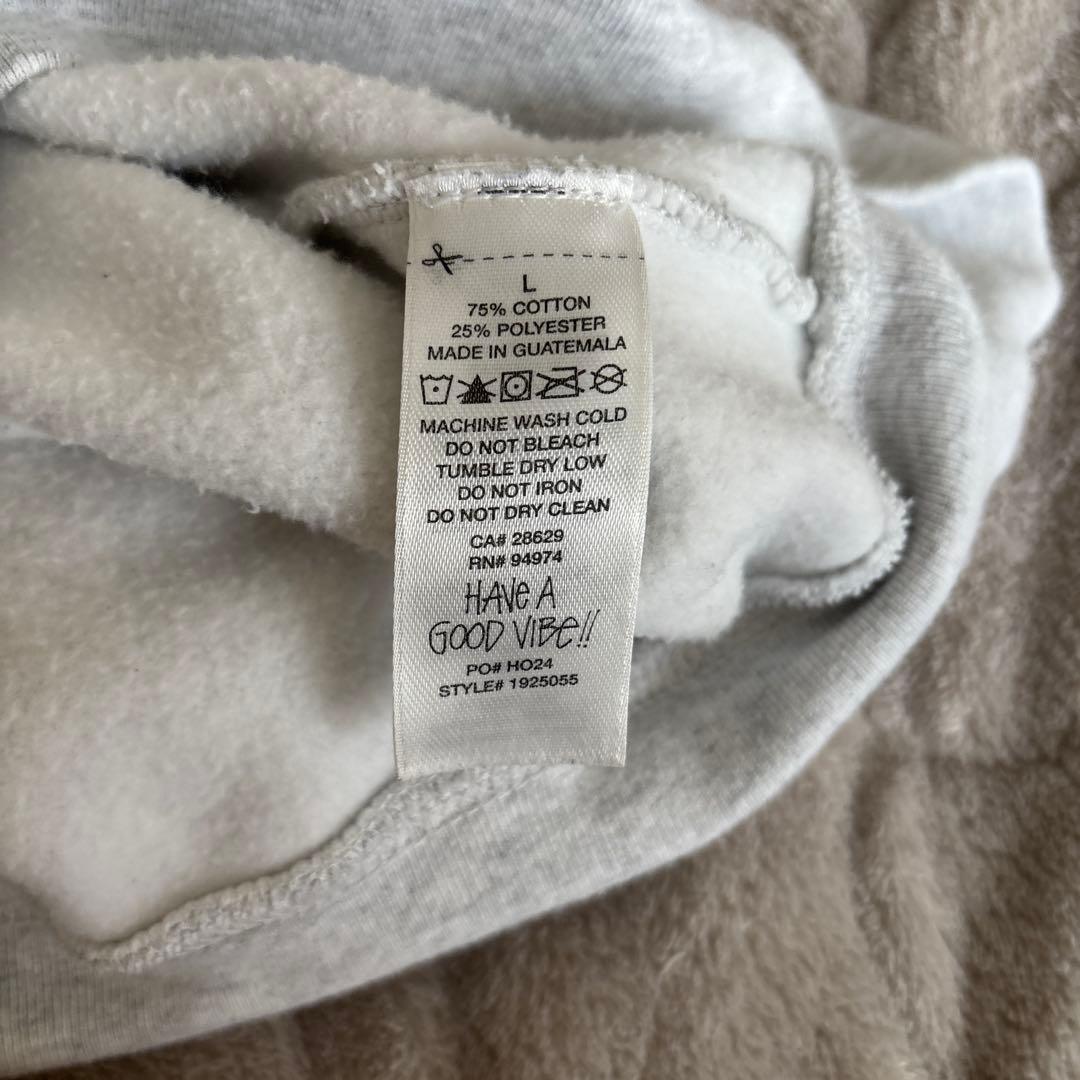 L
75% COTTON
25% POLYESTER
MADE IN GUATEMALA
MACHINE WASH COLD
DO NOT BLEACH
TUMBLE DRY LOW
DO NOT IRON
DO NOT DRY CLEAN
CA# 28629
RN# 94974
HAVE A
GOOD VIBE!!
PO# HO24
STYLE# 1925055